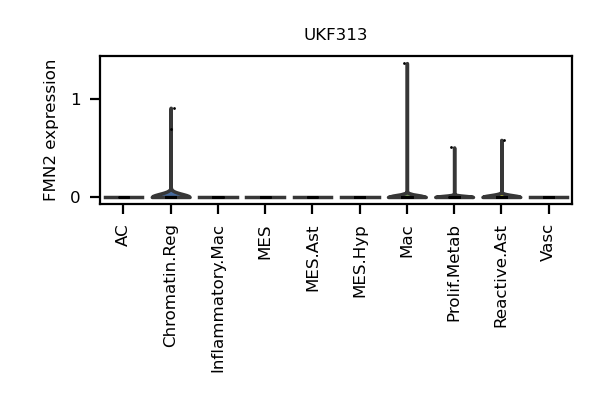 UKF313
FMN2 expression
1
0
AC
Chromatin.Reg
Inflammatory.Mac
MES
MES.Ast
MES.Hyp
Mac
Prolif.Metab
Reactive.Ast
Vasc